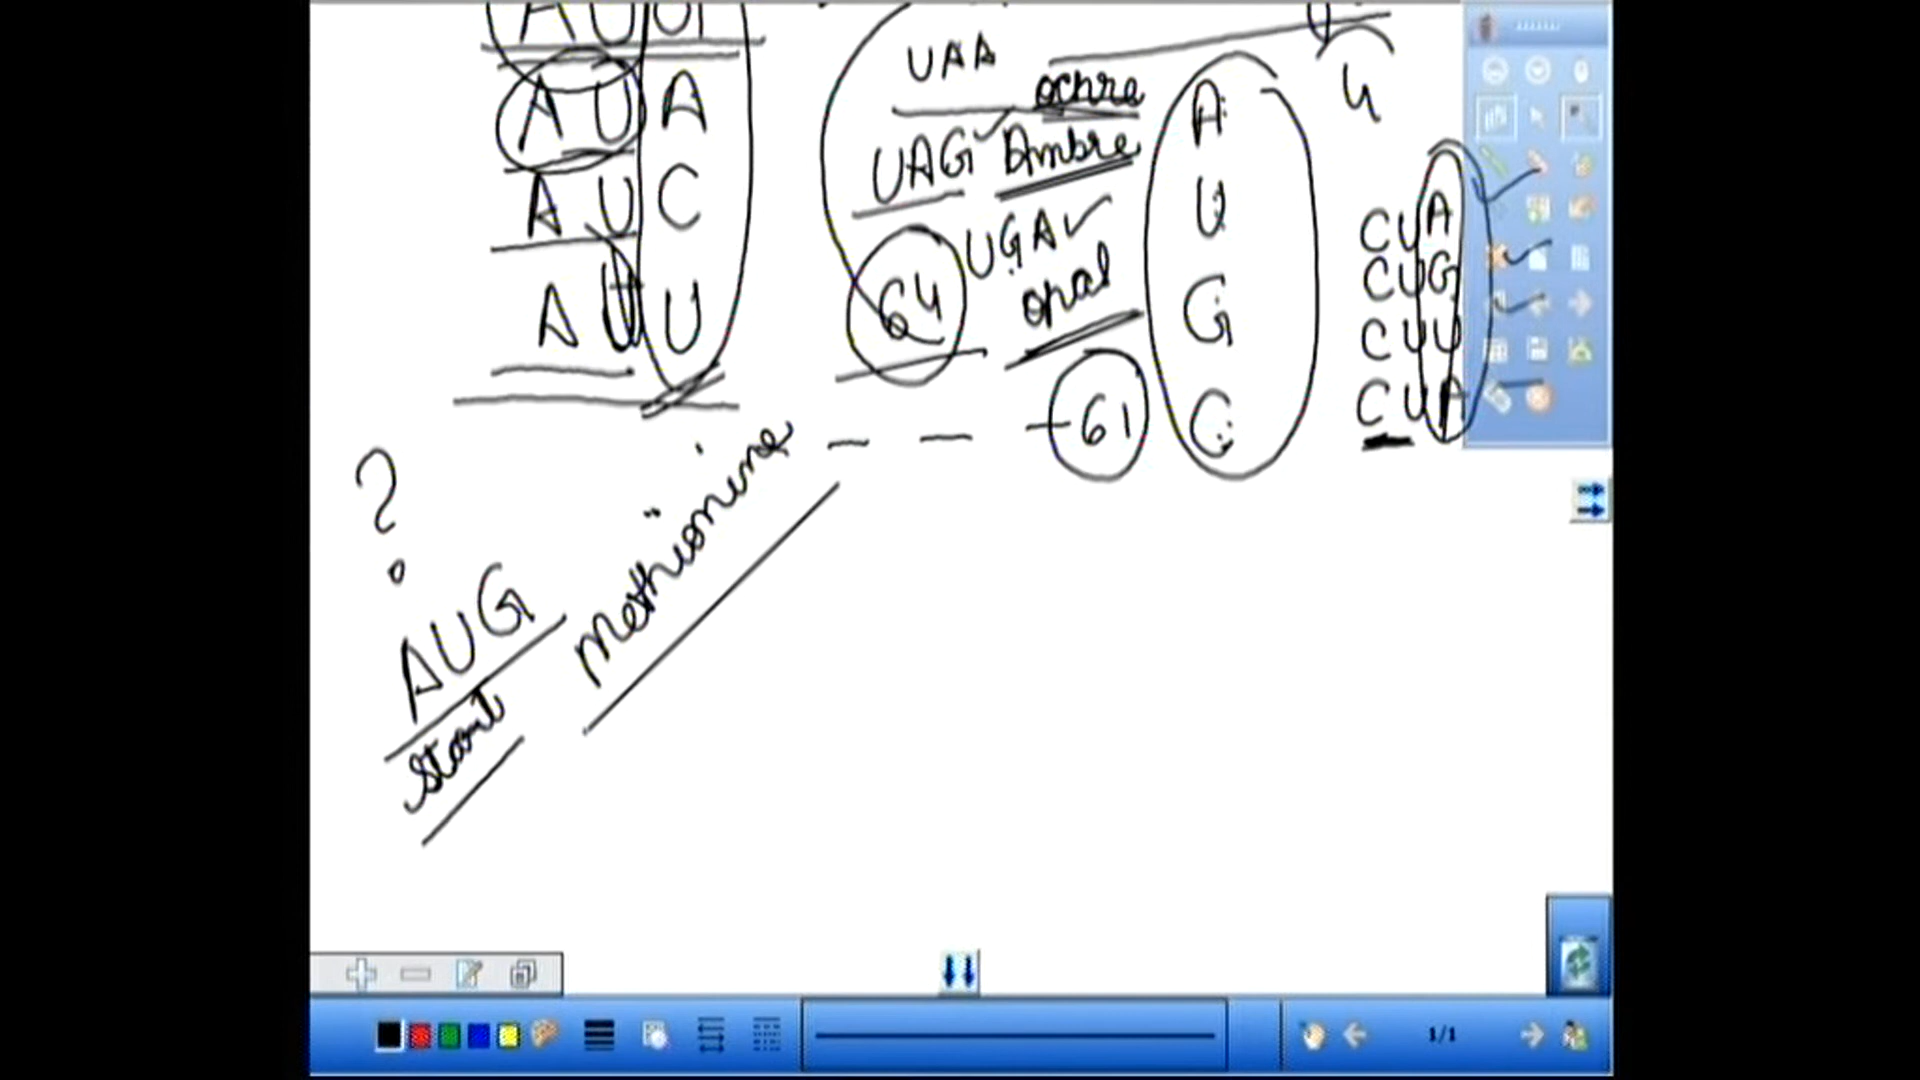 AUG
AUA
AUC
AUU
UAA ochre
UAG Ambre
UGA
opal
64
61
A
U
G
C
4
CUA
CUG
CUU
CUA
?
AUG
start
methionine
1/1